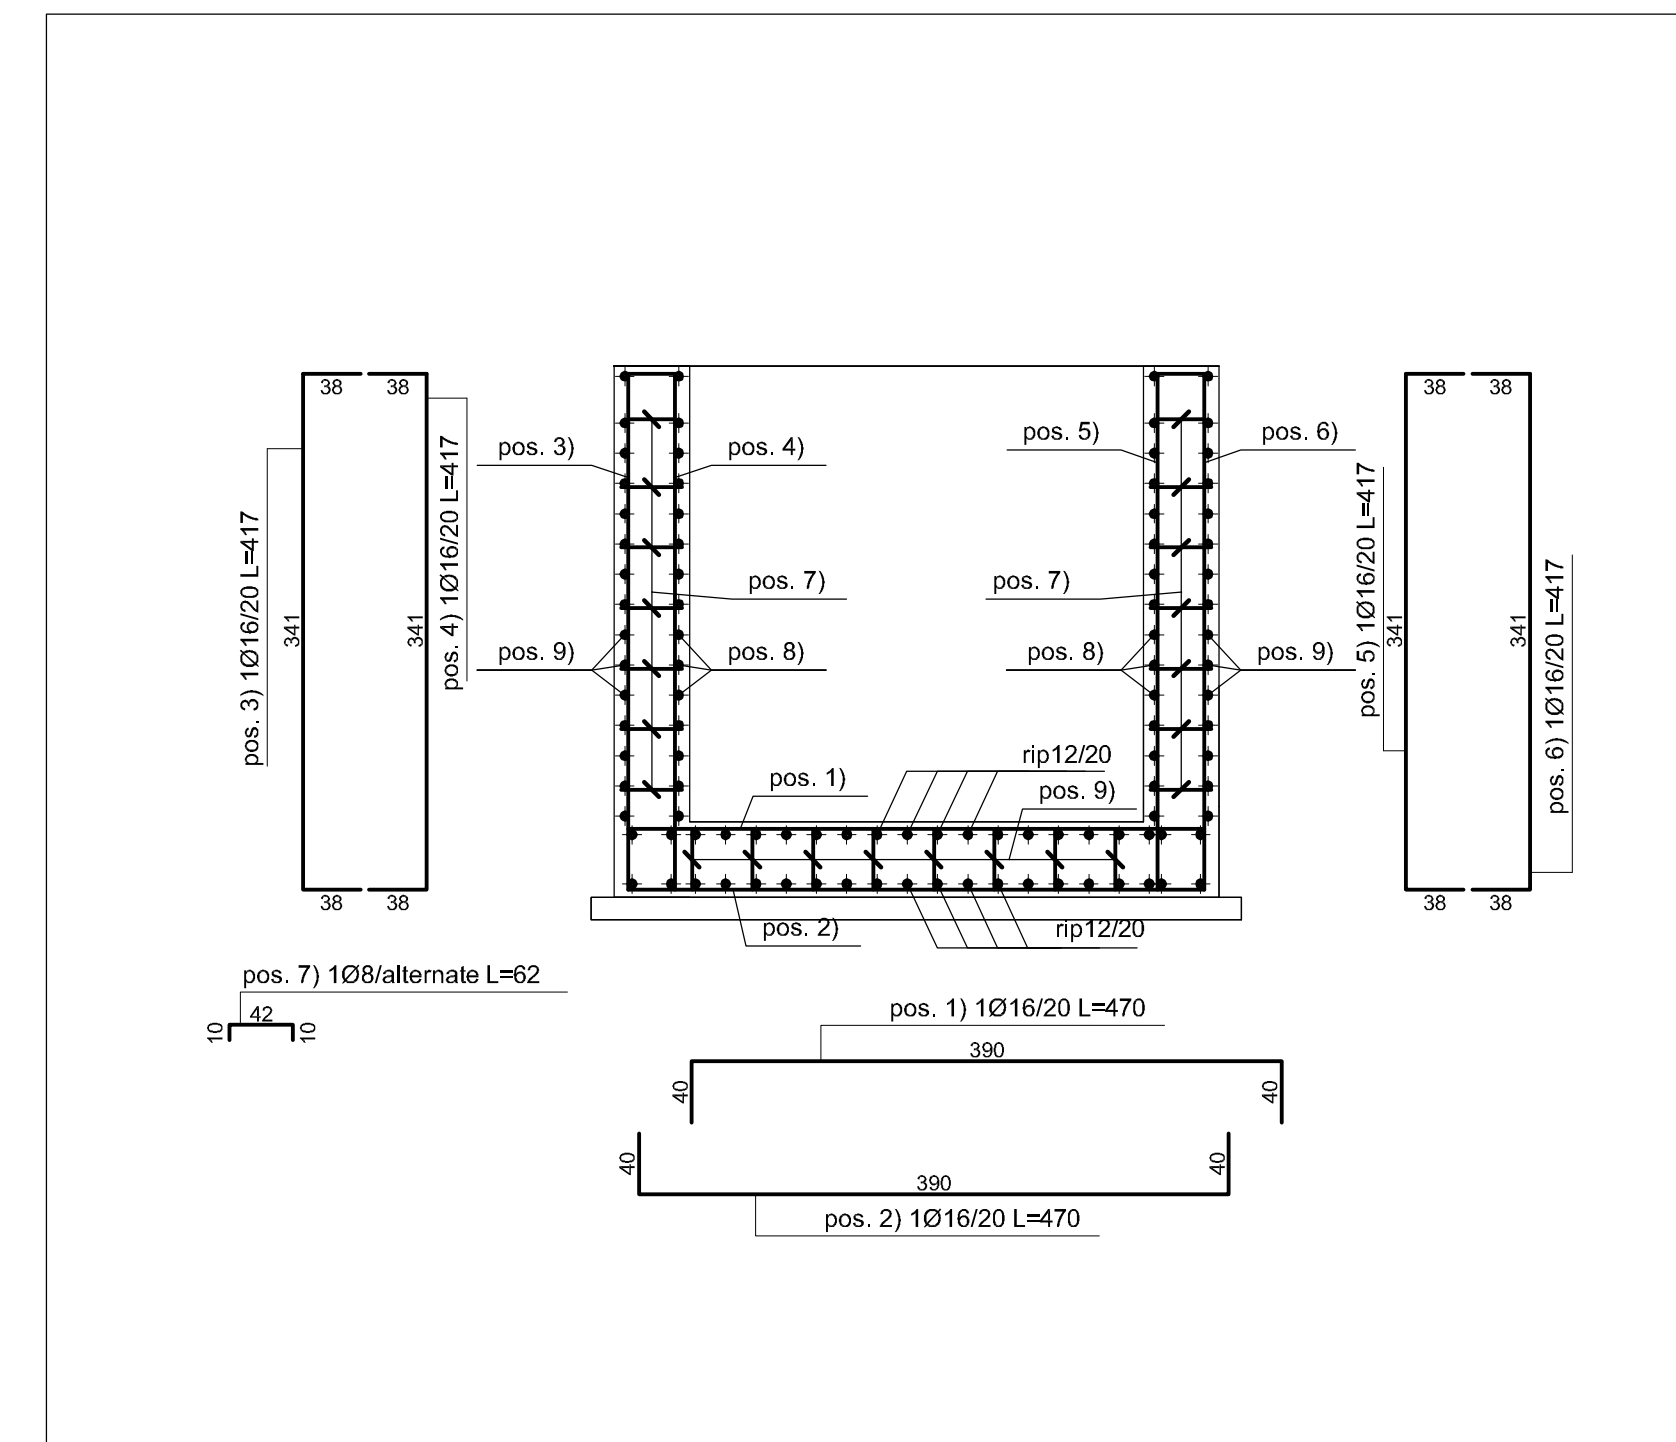 38 38
38 38
pos. 3) 1Ø16/20 L=417
341
341
pos. 4) 1Ø16/20 L=417
38 38
38 38
pos. 3)
pos. 4)
pos. 5)
pos. 6)
pos. 7)
pos. 7)
pos. 9)
pos. 8)
pos. 8)
pos. 9)
pos. 5) 1Ø16/20 L=417
341
341
pos. 6) 1Ø16/20 L=417
rip12/20
pos. 1)
pos. 9)
pos. 2)
rip12/20
pos. 7) 1Ø8/alternate L=62
42
10
10
pos. 1) 1Ø16/20 L=470
390
40
40
40
40
390
pos. 2) 1Ø16/20 L=470